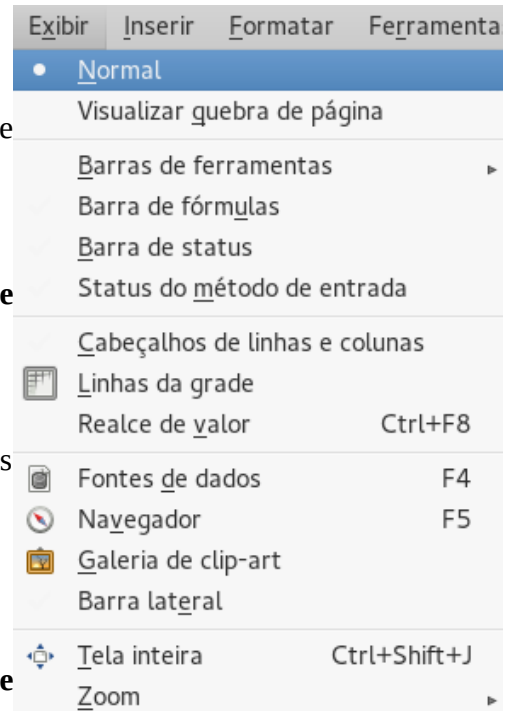 Exibir Inserir Formatar Ferramenta
Normal
Visualizar quebra de página
e
Barras de ferramentas
Barra de fórmulas
Barra de status
Status do método de entrada
e
Cabeçalhos de linhas e colunas
Linhas da grade
Realce de valor Ctrl+F8
s
Fontes de dados F4
Navegador F5
Galeria de clip-art
Barra lateral
Tela inteira Ctrl+Shift+J
e
Zoom